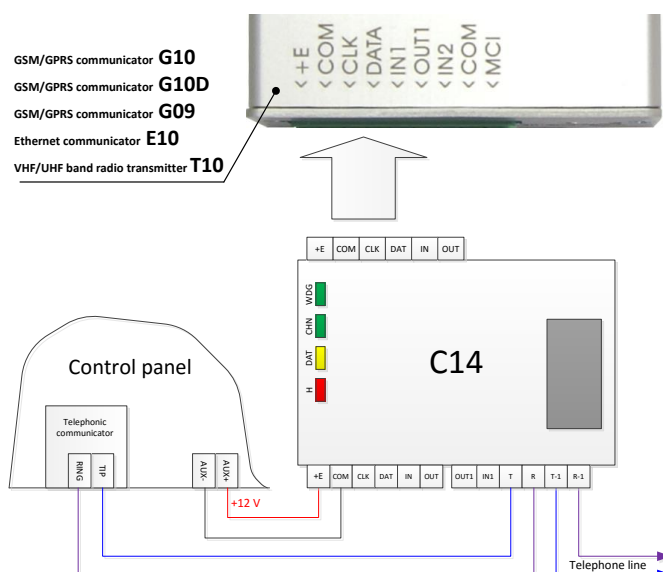 GSM/GPRS communicator G10
GSM/GPRS communicator G10D
GSM/GPRS communicator G09
Ethernet communicator E10
VHF/UHF band radio transmitter T10
< +E
< COM
< CLK
< DATA
< IN1
< OUT1
< IN2
< COM
< MCI
+E COM CLK DAT IN OUT
WDG
CHN
DAT
H
C14
Control panel
Telephonic
communicator
RING TIP AUX- AUX+
+E COM CLK DAT IN OUT OUT1 IN1 T R T-1 R-1
+12 V
Telephone line